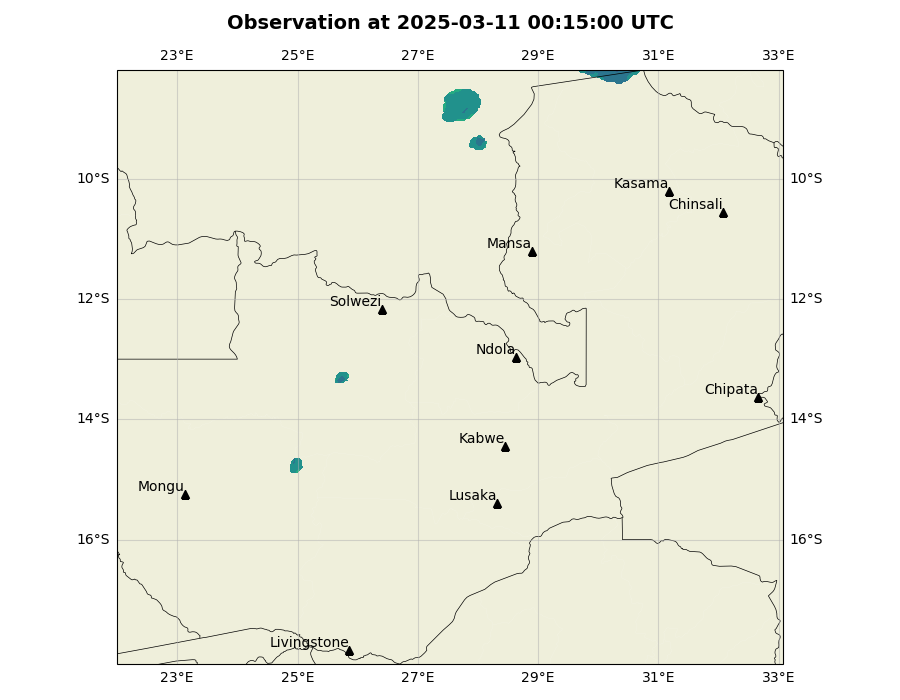 Observation at 2025-03-11 00:15:00 UTC
23°E 25°E 27°E 29°E 31°E 33°E
10°S 10°S
Kasama
Chinsali
Mansa
12°S 12°S
Solwezi
Ndola
Chipata
14°S 14°S
Kabwe
Mongu
Lusaka
16°S 16°S
Livingstone
23°E 25°E 27°E 29°E 31°E 33°E